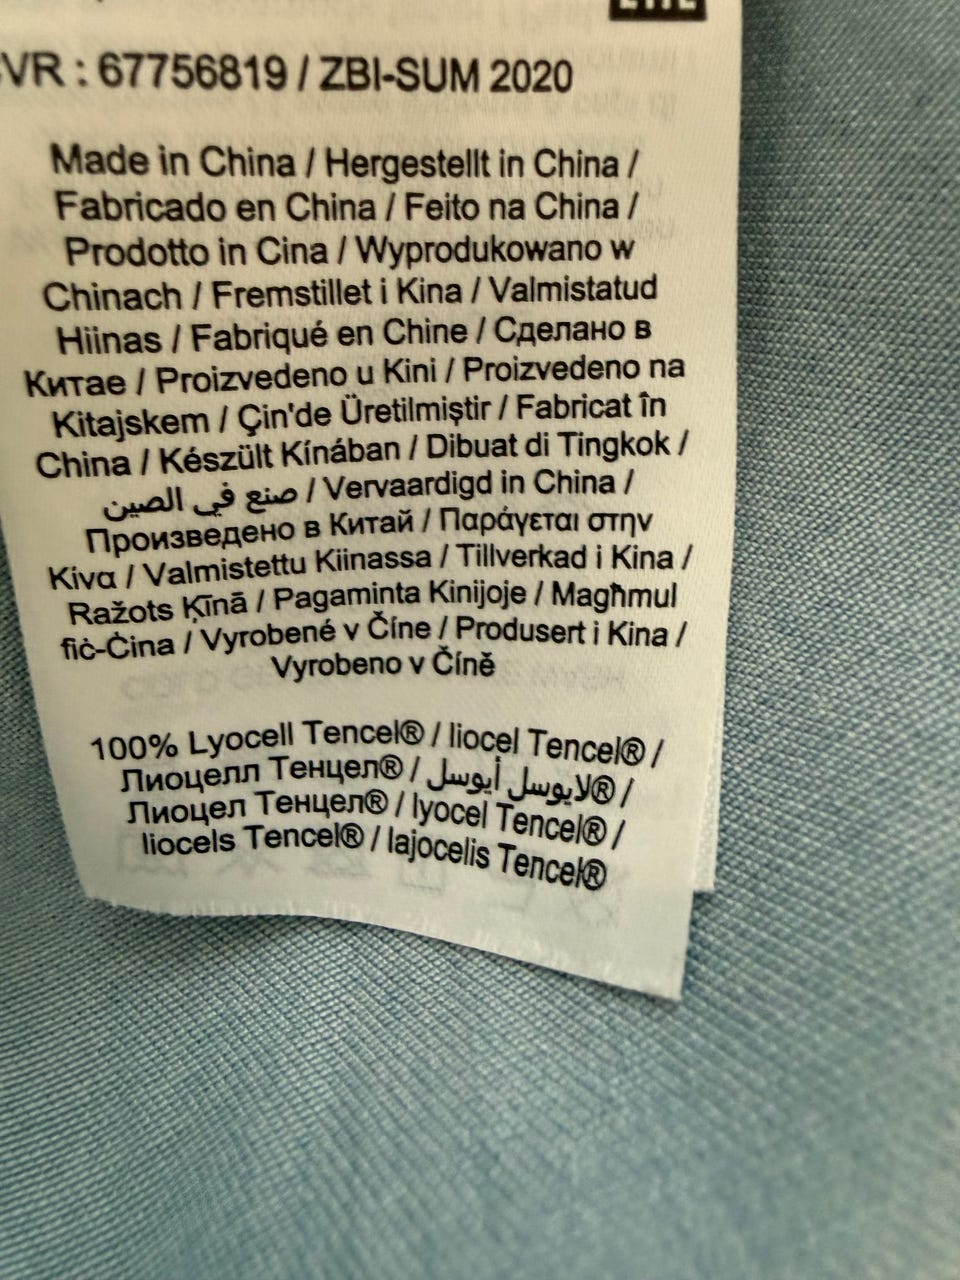 VR : 67756819 / ZBI-SUM 2020
Made in China / Hergestellt in China /
Fabricado en China / Feito na China /
Prodotto in Cina / Wyprodukowano w
Chinach / Fremstillet i Kina / Valmistatud
Hiinas / Fabriqué en Chine / Сделано в
Китае / Proizvedeno u Kini / Proizvedeno na
Kitajskem / Çin'de Üretilmiştir / Fabricat în
China / Készült Kínában / Dibuat di Tingkok /
صنع في الصين / Vervaardigd in China /
Произведено в Китай / Παράγεται στην
Κίνα / Valmistettu Kiinassa / Tillverkad i Kina /
Ražots Ķīnā / Pagaminta Kinijoje / Magħmul
fiċ-Ċina / Vyrobené v Číne / Produsert i Kina /
Vyrobeno v Číně
100% Lyocell Tencel® / liocel Tencel® /
Лиоцелл Тенцел® / لايوسل أيوسل® /
Лиоцел Тенцел® / lyocel Tencel® /
liocels Tencel® / lajocelis Tencel®